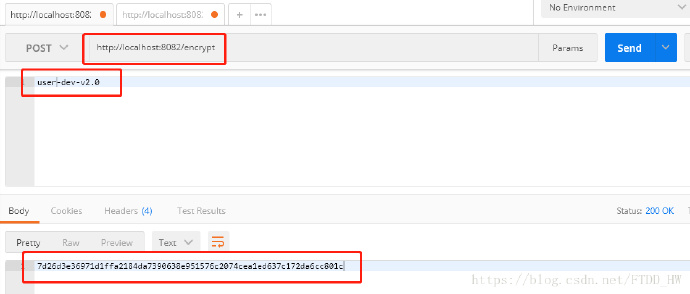 http://localhost:8082
http://localhost:8082
+
•••
No Environment
POST
http://localhost:8082/encrypt
Params
Send
1
user-dev-v2.0
Body
Cookies
Headers (4)
Test Results
Status: 200 OK
Pretty
Raw
Preview
Text
7d26d3e36971d1ffa2184da7390638e951576c2074cea1ed637c172da6cc801c
https://blog.csdn.net/FTDD_HW